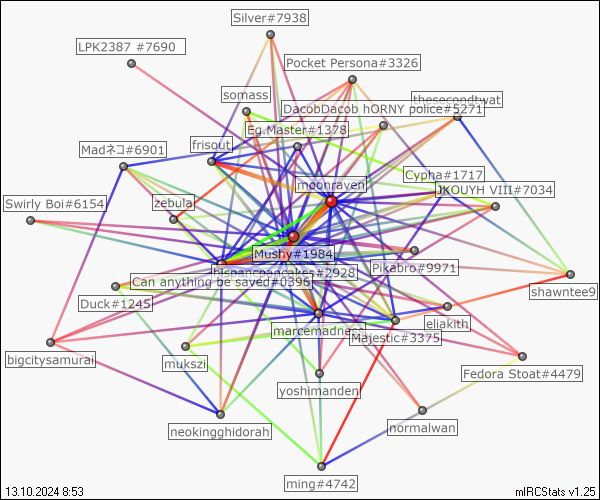 Silver#7938
LPK2387 #7690
Pocket Persona#3326
somass
thesecondtwat
DacobDacob hORNY police#5271
Eg.Master#1378
frisout
Madネコ#6901
Cypha#1717
moonraven
JKOUYH VIII#7034
zebula
Swirly Boi#6154
Mushy#1984
Pikabro#9971
hispancpancakes#2928
Can anything be saved#0396
shawntee9
Duck#1245
eliakith
marcemadness
Majestic#3375
bigcitysamurai
mukszi
Fedora Stoat#4479
yoshimanden
normalwan
neokingghidorah
ming#4742
13.10.2024 8:53
mIRCStats v1.25